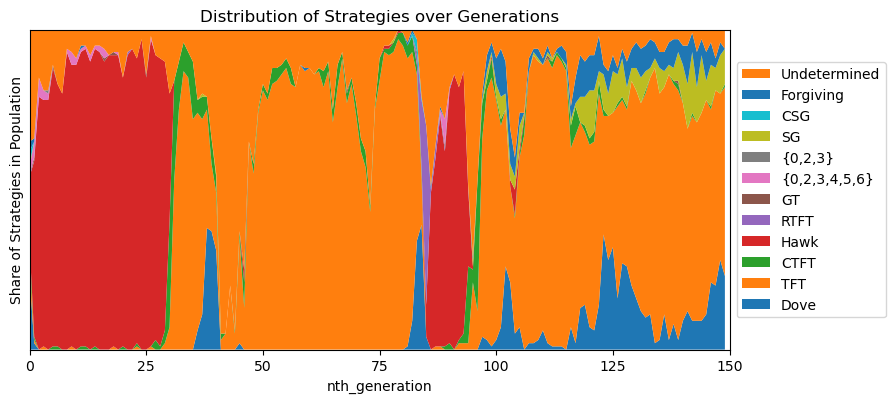 Distribution of Strategies over Generations
Share of Strategies in Population
0
25
50
75
100
125
150
nth_generation
Undetermined
Forgiving
CSG
SG
{0,2,3}
{0,2,3,4,5,6}
GT
RTFT
Hawk
CTFT
TFT
Dove